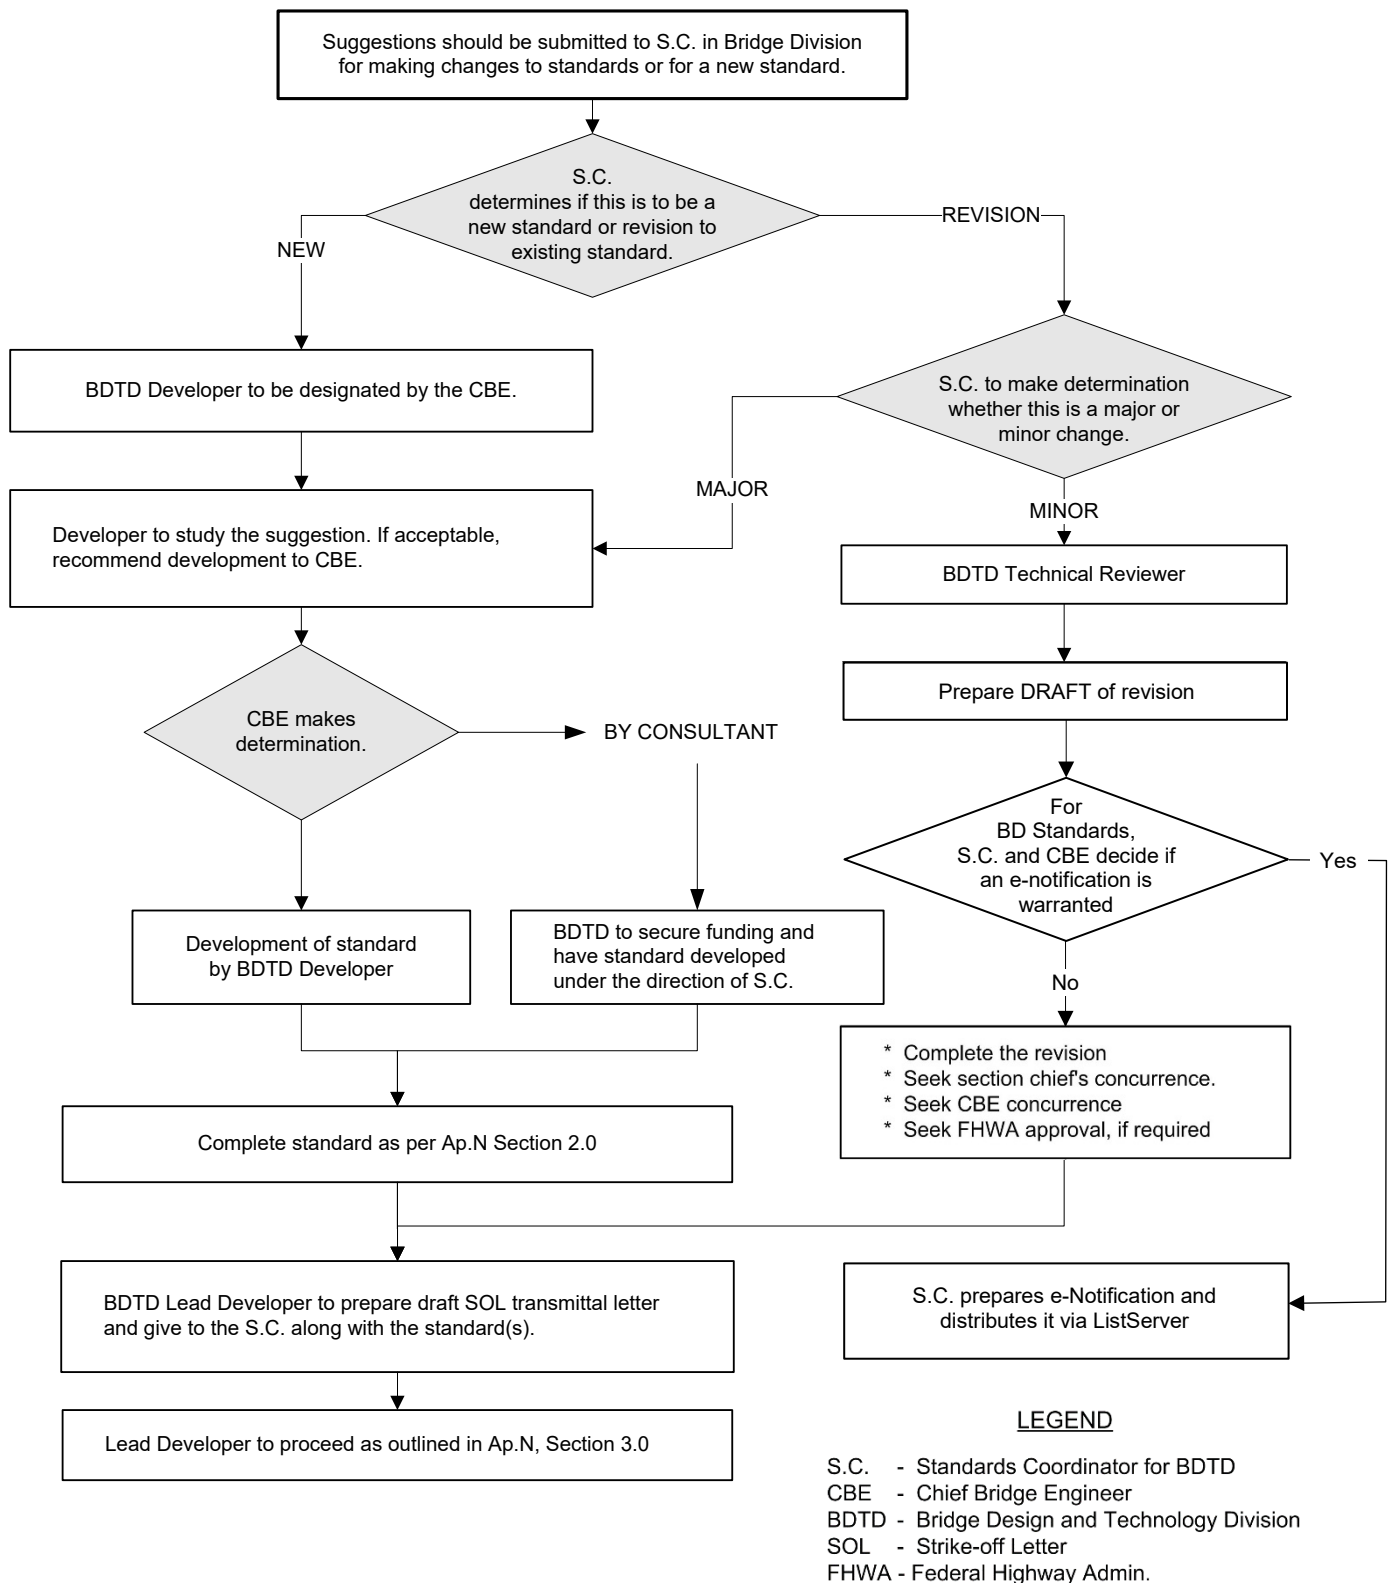 Suggestions should be submitted to S.C. in Bridge Division
for making changes to standards or for a new standard.
S.C.
determines if this is to be a
new standard or revision to
existing standard.
NEW
REVISION
BDTD Developer to be designated by the CBE.
S.C. to make determination
whether this is a major or
minor change.
MAJOR
MINOR
Developer to study the suggestion. If acceptable,
recommend development to CBE.
BDTD Technical Reviewer
Prepare DRAFT of revision
CBE makes
determination.
BY CONSULTANT
For
BD Standards,
S.C. and CBE decide if
an e-notification is
warranted
Yes
No
Development of standard
by BDTD Developer
BDTD to secure funding and
have standard developed
under the direction of S.C.
* Complete the revision
* Seek section chief's concurrence.
* Seek CBE concurrence
* Seek FHWA approval, if required
Complete standard as per Ap.N Section 2.0
BDTD Lead Developer to prepare draft SOL transmittal letter
and give to the S.C. along with the standard(s).
S.C. prepares e-Notification and
distributes it via ListServer
Lead Developer to proceed as outlined in Ap.N, Section 3.0
LEGEND
S.C. - Standards Coordinator for BDTD
CBE - Chief Bridge Engineer
BDTD - Bridge Design and Technology Division
SOL - Strike-off Letter
FHWA - Federal Highway Admin.